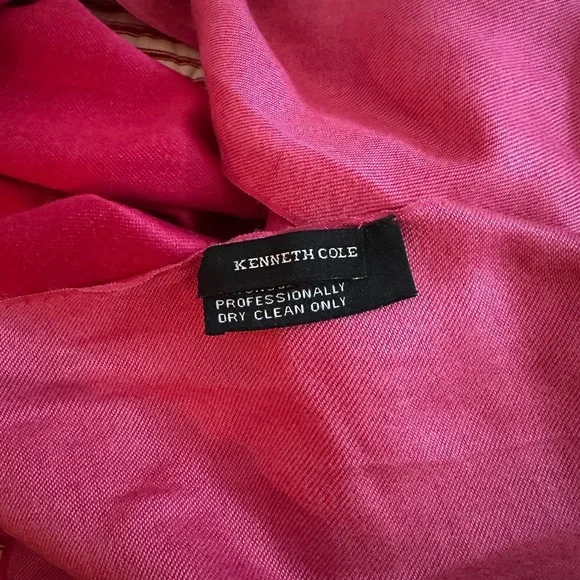 KENNETH COLE
PROFESSIONALLY
DRY CLEAN ONLY